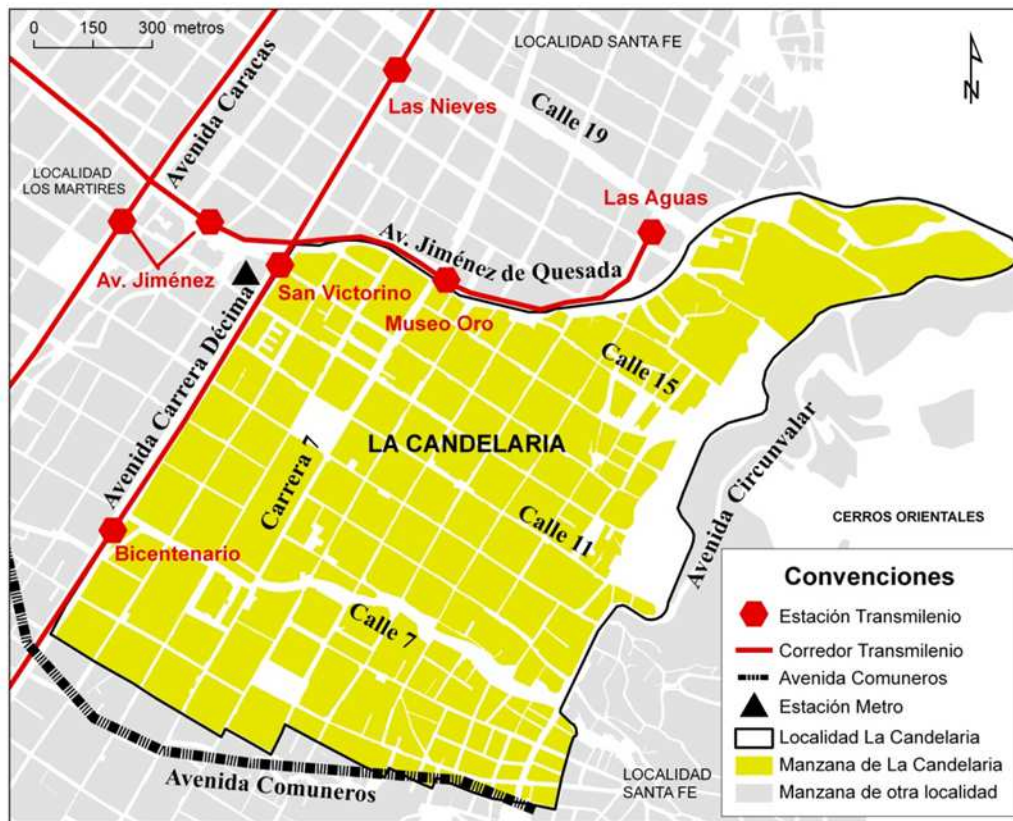 0 150 300 metros
LOCALIDAD SANTA FE
N
Avenida Caracas
Las Nieves
Calle 19
LOCALIDAD
LOS MARTIRES
Las Aguas
Av. Jiménez
Av. Jiménez de Quesada
San Victorino
Museo Oro
Avenida Carrera Décima
Calle 15
LA CANDELARIA
Carrera 7
Avenida Circunvalar
Calle 11
CERROS ORIENTALES
Bicentenario
Calle 7
Avenida Comuneros
LOCALIDAD
SANTA FE
Convenciones
Estación Transmilenio
Corredor Transmilenio
Avenida Comuneros
Estación Metro
Localidad La Candelaria
Manzana de La Candelaria
Manzana de otra localidad